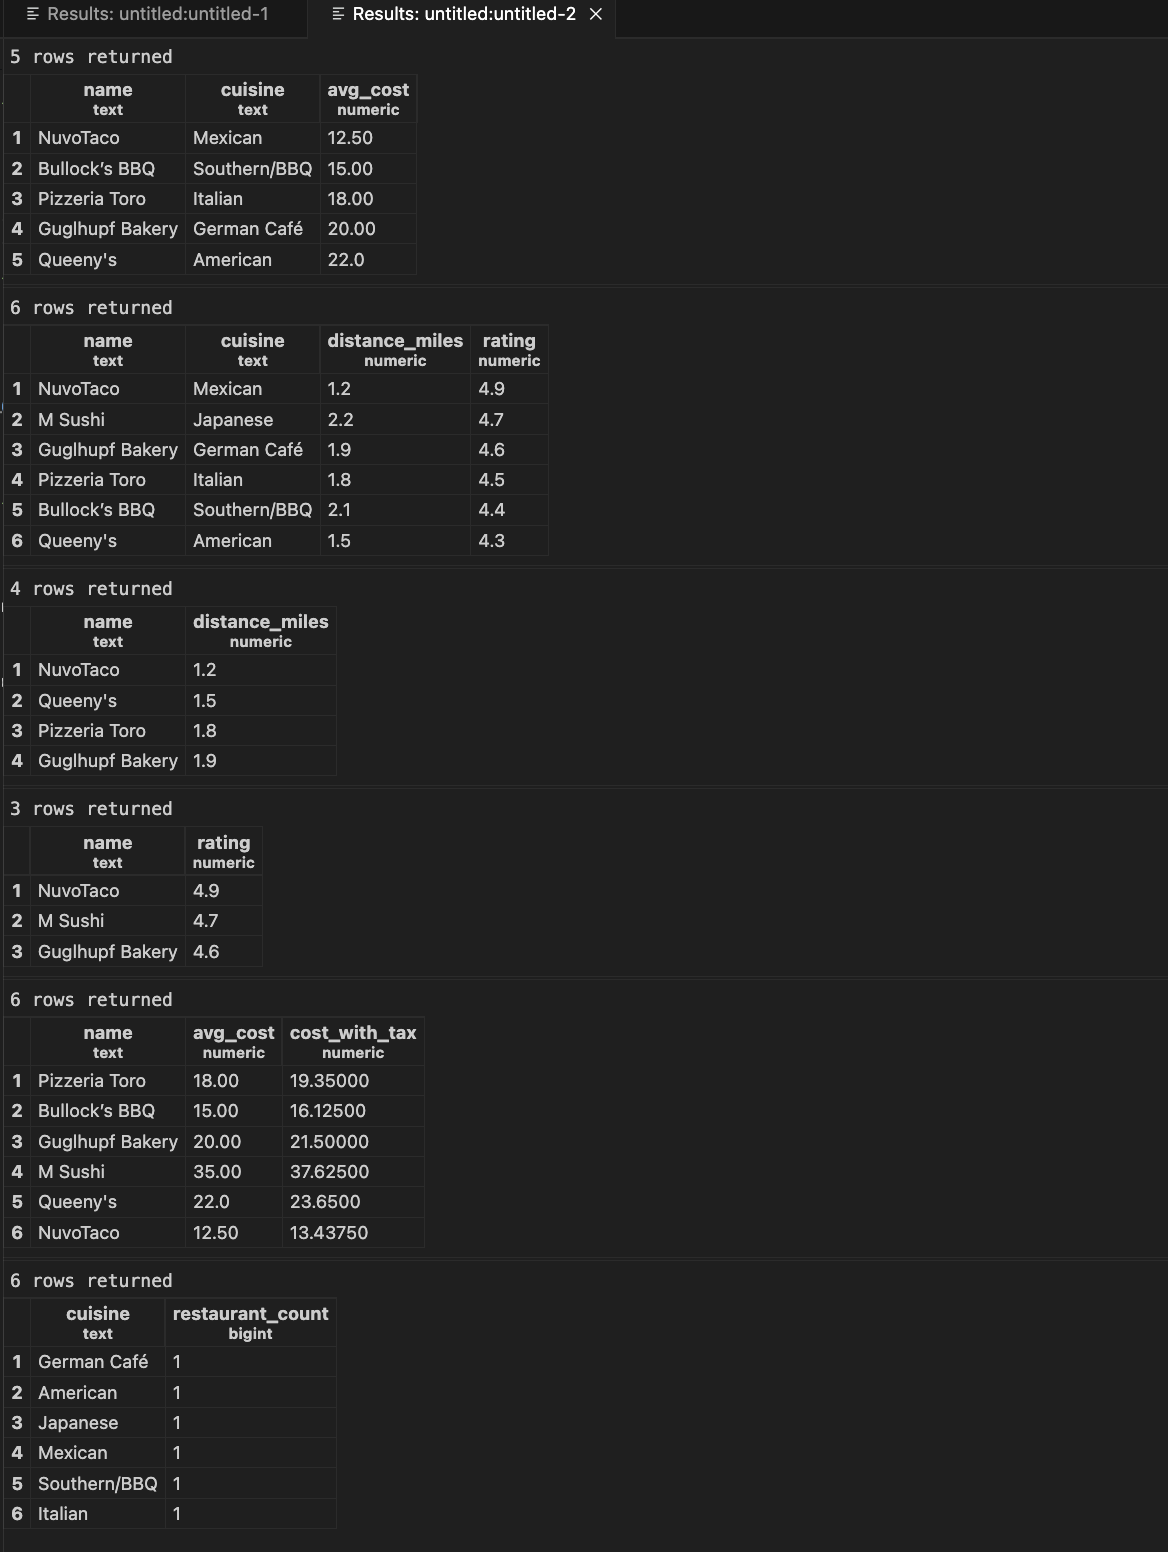 Results: untitled:untitled-1 Results: untitled:untitled-2
5 rows returned
name cuisine avg_cost
text text numeric
1 NuvoTaco Mexican 12.50
2 Bullock’s BBQ Southern/BBQ 15.00
3 Pizzeria Toro Italian 18.00
4 Guglhupf Bakery German Café 20.00
5 Queeny's American 22.0
6 rows returned
name cuisine distance_miles rating
text text numeric numeric
1 NuvoTaco Mexican 1.2 4.9
2 M Sushi Japanese 2.2 4.7
3 Guglhupf Bakery German Café 1.9 4.6
4 Pizzeria Toro Italian 1.8 4.5
5 Bullock’s BBQ Southern/BBQ 2.1 4.4
6 Queeny's American 1.5 4.3
4 rows returned
name distance_miles
text numeric
1 NuvoTaco 1.2
2 Queeny's 1.5
3 Pizzeria Toro 1.8
4 Guglhupf Bakery 1.9
3 rows returned
name rating
text numeric
1 NuvoTaco 4.9
2 M Sushi 4.7
3 Guglhupf Bakery 4.6
6 rows returned
name avg_cost cost_with_tax
text numeric numeric
1 Pizzeria Toro 18.00 19.35000
2 Bullock’s BBQ 15.00 16.12500
3 Guglhupf Bakery 20.00 21.50000
4 M Sushi 35.00 37.62500
5 Queeny's 22.0 23.6500
6 NuvoTaco 12.50 13.43750
6 rows returned
cuisine restaurant_count
text bigint
1 German Café 1
2 American 1
3 Japanese 1
4 Mexican 1
5 Southern/BBQ 1
6 Italian 1